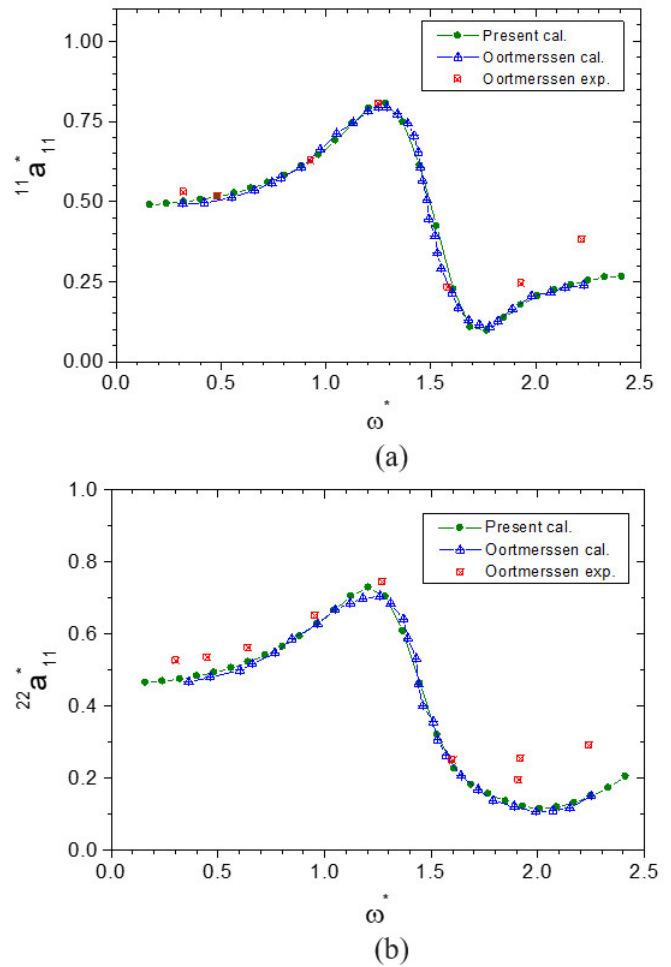 1.00
0.75
0.50
0.25
0.00
¹¹a*₁₁
Present cal.
Oortmerssen cal.
Oortmerssen exp.
0.0 0.5 1.0 1.5 2.0 2.5
ω*
(a)
1.0
0.8
0.6
0.4
0.2
0.0
²²a*₁₁
Present cal.
Oortmerssen cal.
Oortmerssen exp.
0.0 0.5 1.0 1.5 2.0 2.5
ω*
(b)